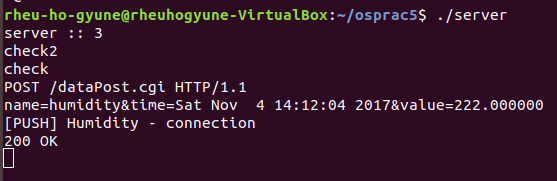 rheu-ho-gyune@rheuhogyune-VirtualBox:~/osprac5$ ./server
server :: 3
check2
check
POST /dataPost.cgi HTTP/1.1
name=humidity&time=Sat Nov  4 14:12:04 2017&value=222.000000
[PUSH] Humidity - connection
200 OK